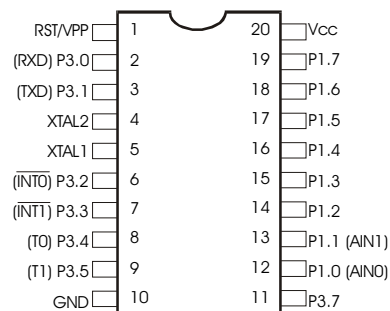 RST/VPP 1 20 Vcc
(RXD) P3.0 2 19 P1.7
(TXD) P3.1 3 18 P1.6
XTAL2 4 17 P1.5
XTAL1 5 16 P1.4
(INT0) P3.2 6 15 P1.3
(INT1) P3.3 7 14 P1.2
(T0) P3.4 8 13 P1.1 (AIN1)
(T1) P3.5 9 12 P1.0 (AIN0)
GND 10 11 P3.7